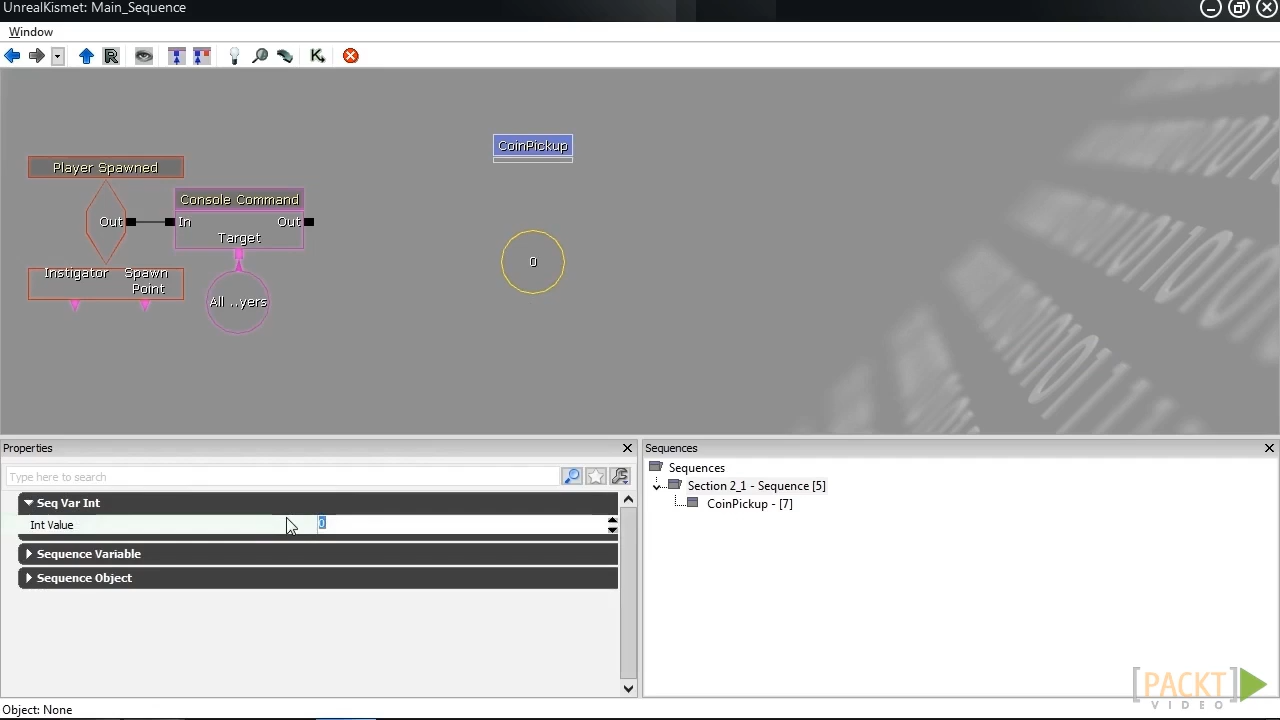 UnrealKismet: Main_Sequence
Window
R
K
CoinPickup
Player Spawned
Console Command
Out
In
Out
Target
0
Instigator
Spawn
Point
All ..yers
Properties
Sequences
Type here to search
Sequences
Section 2_1 - Sequence [5]
CoinPickup - [7]
Seq Var Int
Int Value
0
Sequence Variable
Sequence Object
[PACKT]
VIDEO
Object: None